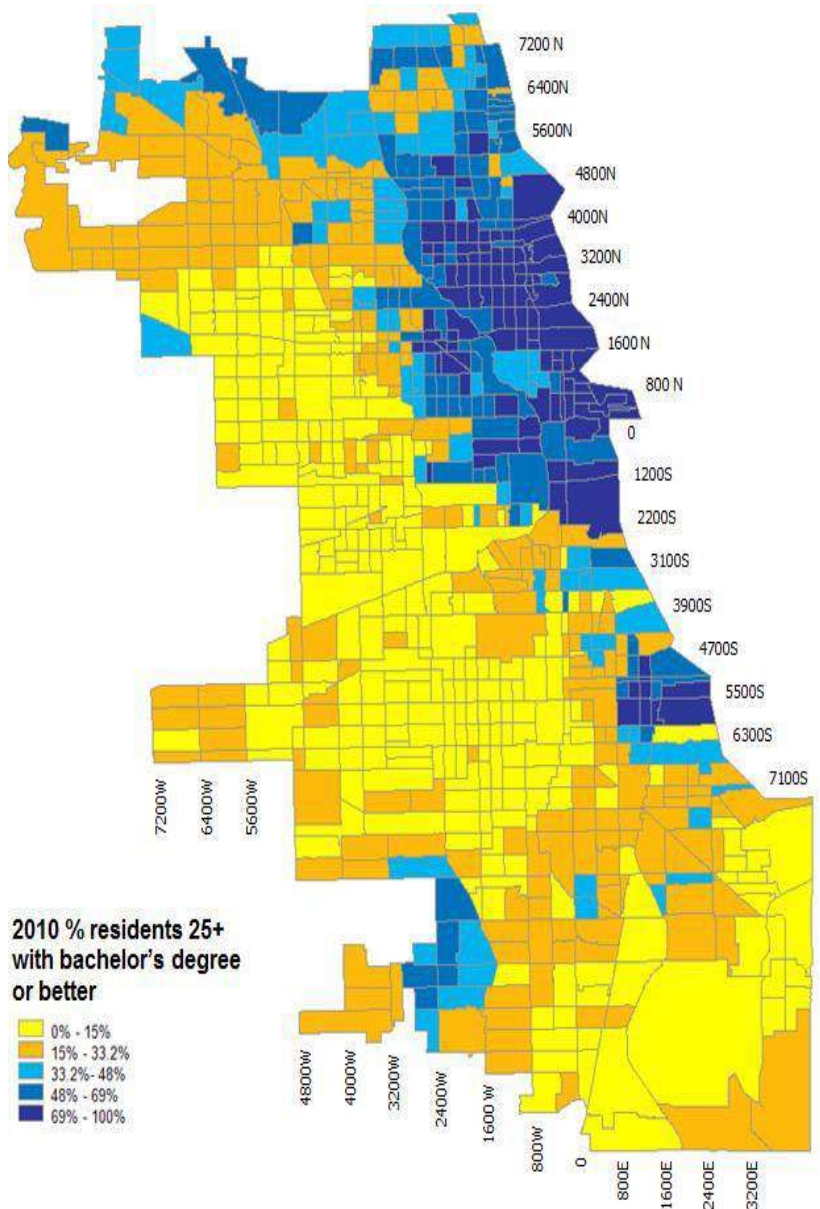 7200 N
6400N
5600N
4800N
4000N
3200N
2400N
1600 N
800 N
0
1200S
2200S
3100S
3900S
4700S
5500S
6300S
7100S
7200W
6400W
5600W
2010 % residents 25+
with bachelor's degree
or better
0% - 15%
15% - 33.2%
33.2%- 48%
48% - 69%
69% - 100%
4800W
4000W
3200W
2400W
1600 W
800W
0
800E
1600E
2400E
3200E